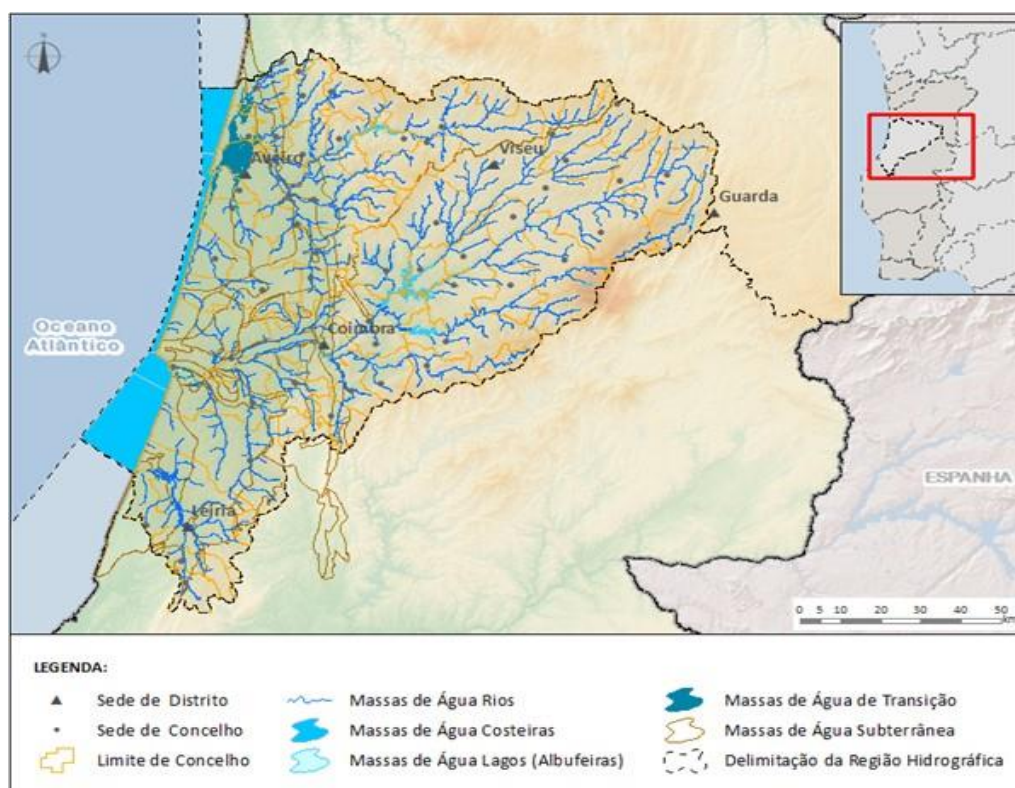 N
Aveiro
Viseu
Guarda
Oceano
Atlântico
Coimbra
ESPANHA
Leiria
0 5 10 20 30 40 50
km
LEGENDA:
Sede de Distrito
Massas de Água Rios
Massas de Água de Transição
Sede de Concelho
Massas de Água Costeiras
Massas de Água Subterrânea
Limite de Concelho
Massas de Água Lagos (Albufeiras)
Delimitação da Região Hidrográfica